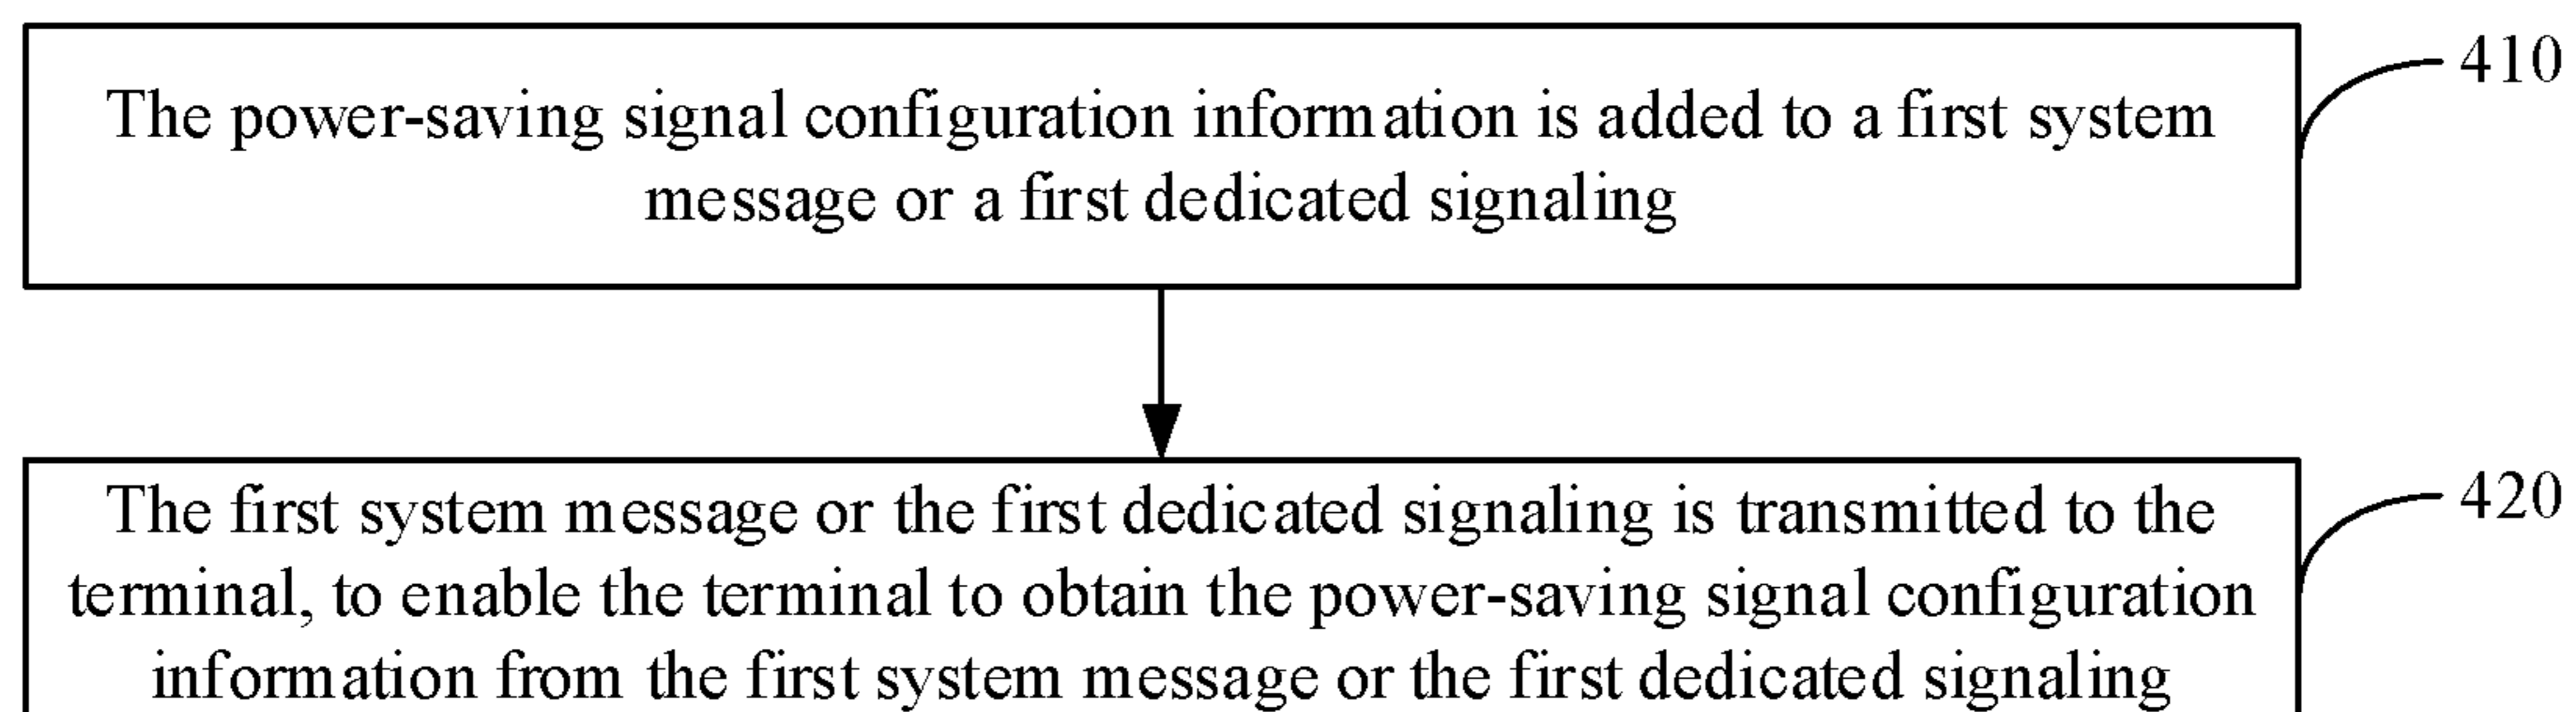 The power-saving signal configuration information is added to a first system
message or a first dedicated signaling
410
The first system message or the first dedicated signaling is transmitted to the
terminal, to enable the terminal to obtain the power-saving signal configuration
information from the first system message or the first dedicated signaling
420